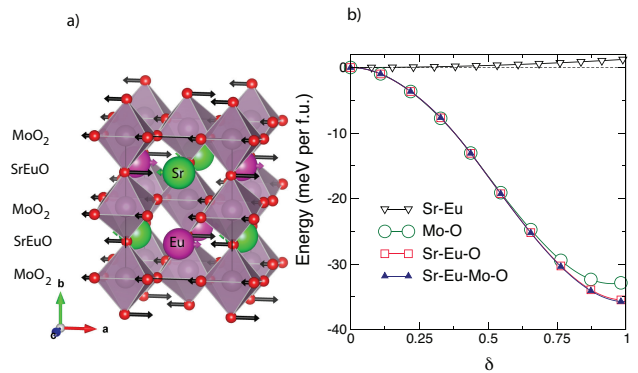 a)
MoO2
SrEuO
MoO2
SrEuO
MoO2
Sr
Eu
b
a
c
b)
Energy (meV per f.u.)
0
-10
-20
-30
-40
0
0.25
0.5
0.75
1
δ
Sr-Eu
Mo-O
Sr-Eu-O
Sr-Eu-Mo-O